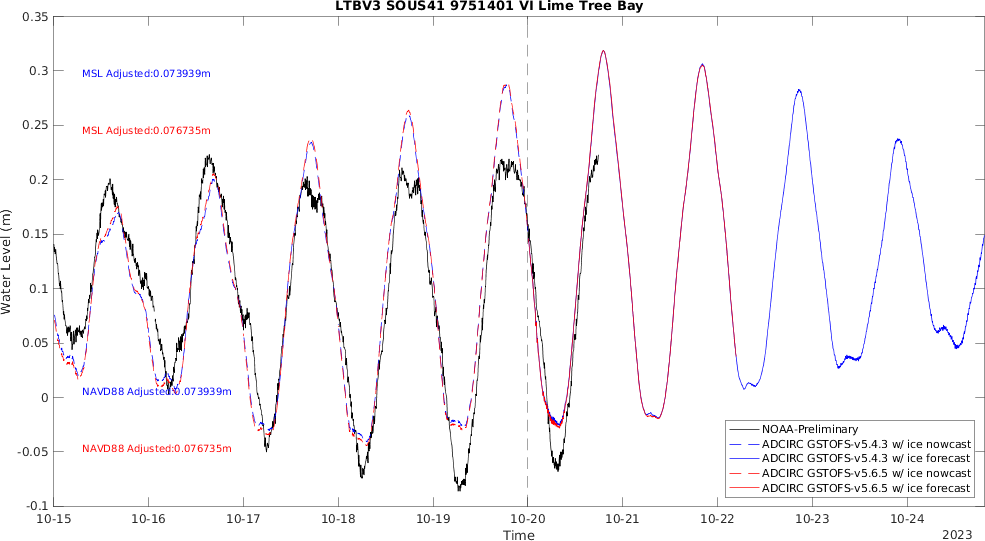 LTBV3 SOUS41 9751401 VI Lime Tree Bay
0.35
0.3
0.25
0.2
0.15
0.1
0.05
0
-0.05
-0.1
Water Level (m)
MSL Adjusted:0.073939m
MSL Adjusted:0.076735m
NAVD88 Adjusted:0.073939m
NAVD88 Adjusted:0.076735m
NOAA-Preliminary
ADCIRC GSTOFS-v5.4.3 w/ ice nowcast
ADCIRC GSTOFS-v5.4.3 w/ ice forecast
ADCIRC GSTOFS-v5.6.5 w/ ice nowcast
ADCIRC GSTOFS-v5.6.5 w/ ice forecast
10-15 10-16 10-17 10-18 10-19 10-20 10-21 10-22 10-23 10-24
Time
2023